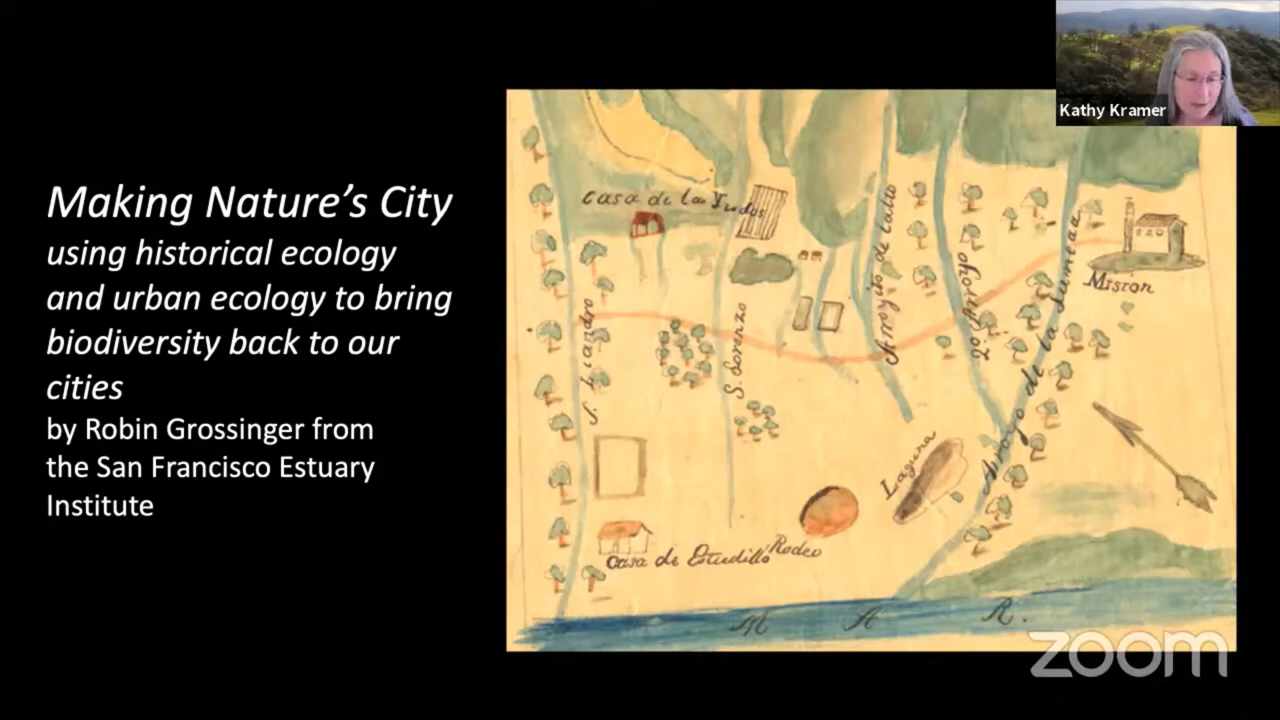 Making Nature's City
using historical ecology
and urban ecology to bring
biodiversity back to our
cities
by Robin Grossinger from
the San Francisco Estuary
Institute
Kathy Kramer
casa de la
Mision
S. Lorenzo
Laguna
Casa de Estudillo
Rodeo
Arroyo de la
M A R.
zoom